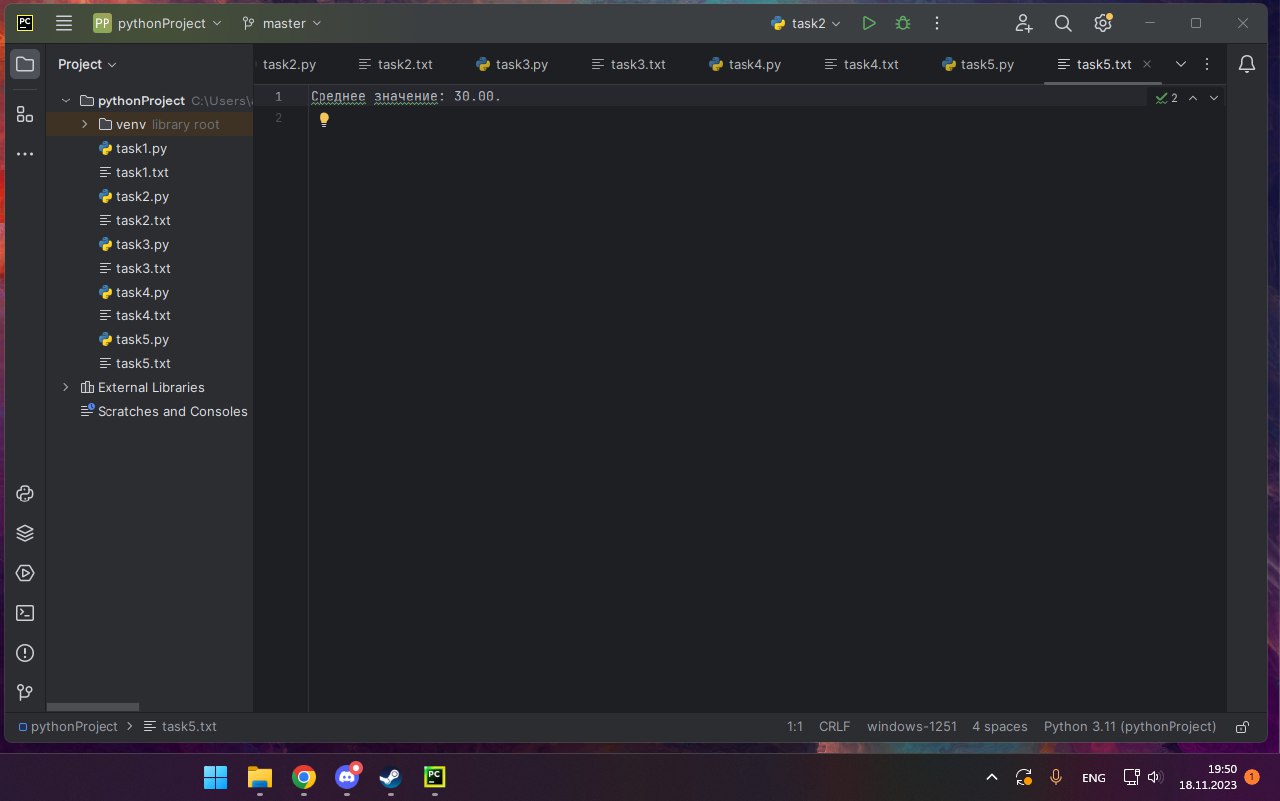 PC
PP pythonProject
master
task2
Project
task2.py
task2.txt
task3.py
task3.txt
task4.py
task4.txt
task5.py
task5.txt
pythonProject C:\Users\
venv library root
task1.py
task1.txt
task2.py
task2.txt
task3.py
task3.txt
task4.py
task4.txt
task5.py
task5.txt
External Libraries
Scratches and Consoles
1
Среднее значение: 30.00.
2
2
pythonProject > task5.txt
1:1
CRLF
windows-1251
4 spaces
Python 3.11 (pythonProject)
PC
ENG
19:50
18.11.2023
1